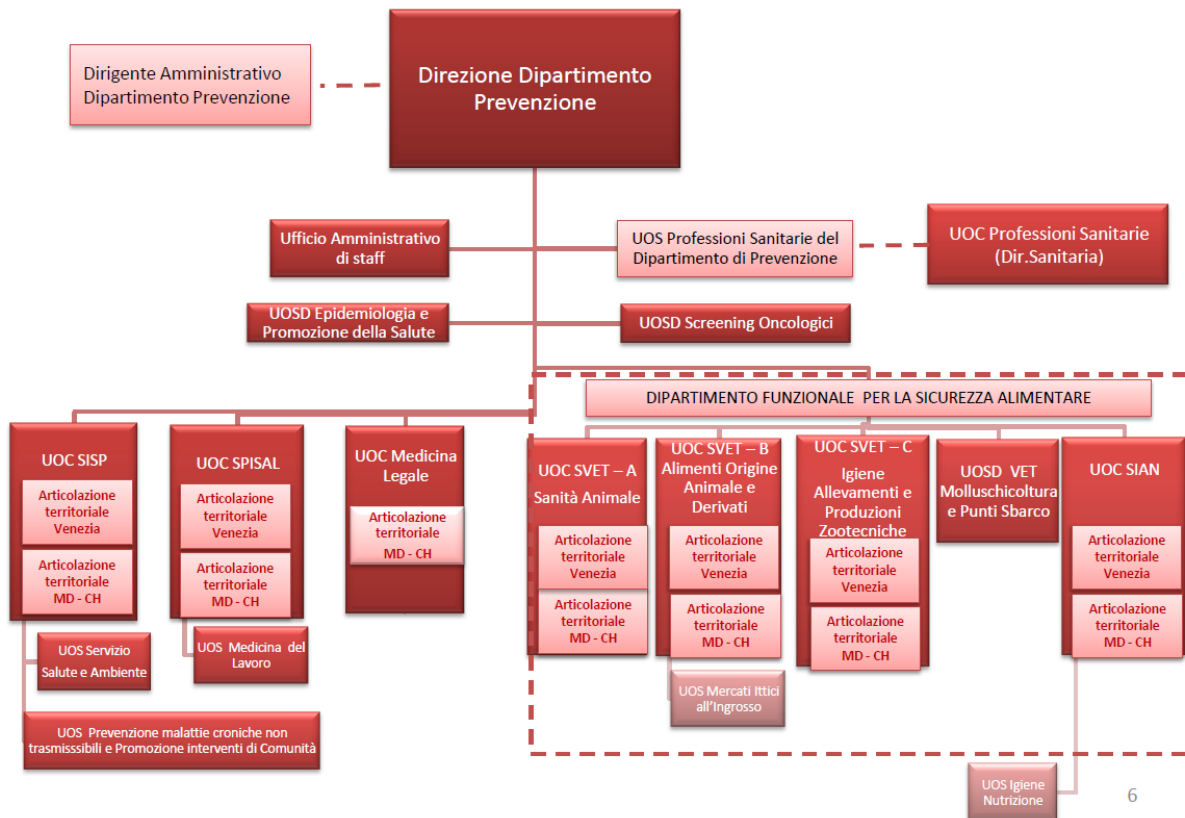 Dirigente Amministrativo
Dipartimento Prevenzione
Direzione Dipartimento
Prevenzione
Ufficio Amministrativo
di staff
UOS Professioni Sanitarie del
Dipartimento di Prevenzione
UOC Professioni Sanitarie
(Dir.Sanitaria)
UOSD Epidemiologia e
Promozione della Salute
UOSD Screening Oncologici
DIPARTIMENTO FUNZIONALE PER LA SICUREZZA ALIMENTARE
UOC SISP
Articolazione
territoriale
Venezia
Articolazione
territoriale
MD - CH
UOS Servizio
Salute e Ambiente
UOS Prevenzione malattie croniche non
trasmisssibili e Promozione interventi di Comunità
UOC SPISAL
Articolazione
territoriale
Venezia
Articolazione
territoriale
MD - CH
UOS Medicina del
Lavoro
UOC Medicina
Legale
Articolazione
territoriale
MD - CH
UOC SVET – A
Sanità Animale
Articolazione
territoriale
Venezia
Articolazione
territoriale
MD - CH
UOC SVET – B
Alimenti Origine
Animale e
Derivati
Articolazione
territoriale
Venezia
Articolazione
territoriale
MD - CH
UOS Mercati Ittici
all'Ingrosso
UOC SVET – C
Igiene
Allevamenti e
Produzioni
Zootecniche
Articolazione
territoriale
Venezia
Articolazione
territoriale
MD - CH
UOSD VET
Molluschicoltura
e Punti Sbarco
UOC SIAN
Articolazione
territoriale
Venezia
Articolazione
territoriale
MD - CH
UOS Igiene
Nutrizione
6